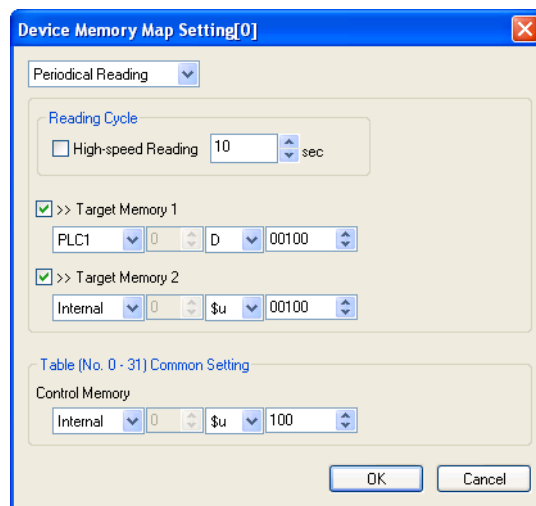 Device Memory Map Setting[0]
Periodical Reading
Reading Cycle
High-speed Reading 10 sec
>> Target Memory 1
PLC1 0 D 00100
>> Target Memory 2
Internal 0 $u 00100
Table (No. 0 - 31) Common Setting
Control Memory
Internal 0 $u 100
OK Cancel